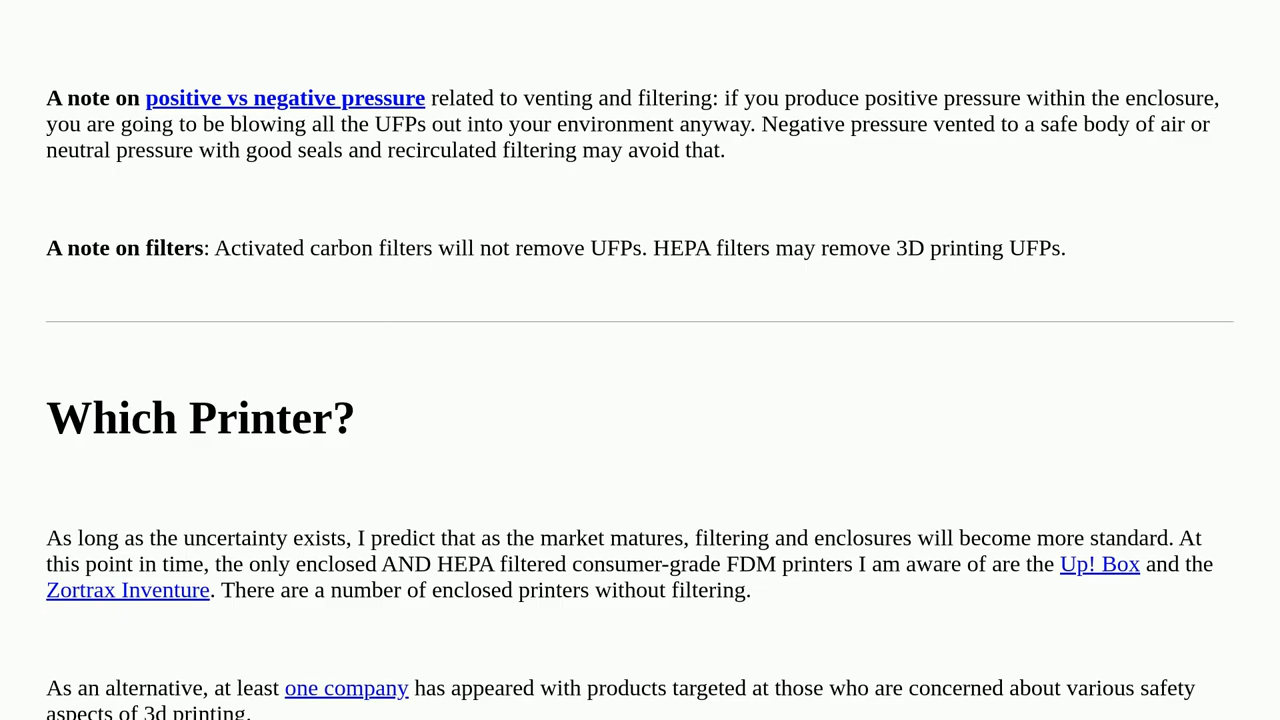 A note on positive vs negative pressure related to venting and filtering: if you produce positive pressure within the enclosure,
you are going to be blowing all the UFPs out into your environment anyway. Negative pressure vented to a safe body of air or
neutral pressure with good seals and recirculated filtering may avoid that.
A note on filters: Activated carbon filters will not remove UFPs. HEPA filters may remove 3D printing UFPs.
Which Printer?
As long as the uncertainty exists, I predict that as the market matures, filtering and enclosures will become more standard. At
this point in time, the only enclosed AND HEPA filtered consumer-grade FDM printers I am aware of are the Up! Box and the
Zortrax Inventure. There are a number of enclosed printers without filtering.
As an alternative, at least one company has appeared with products targeted at those who are concerned about various safety
aspects of 3d printing.